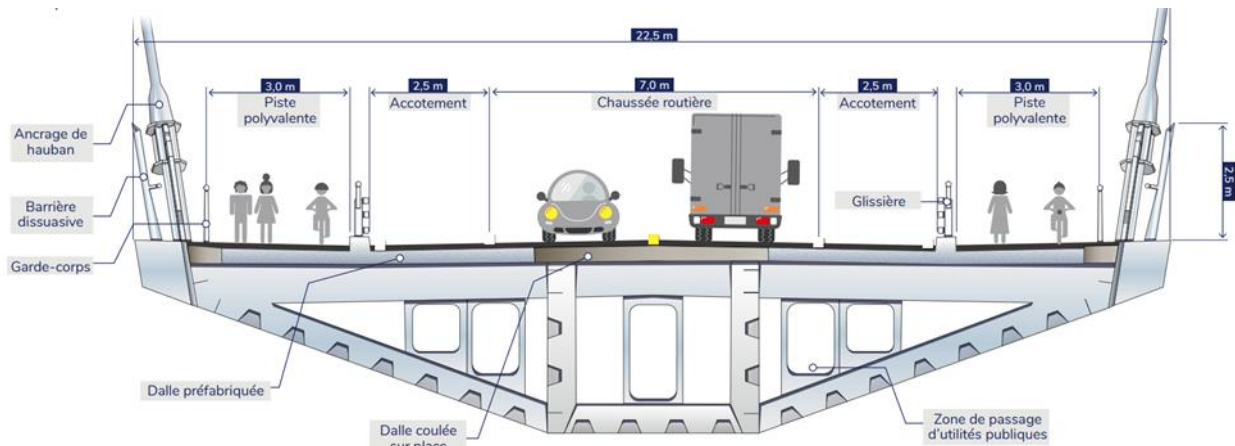 22,5 m
3,0 m
Piste
polyvalente
2,5 m
Accotement
7,0 m
Chaussée routière
2,5 m
Accotement
3,0 m
Piste
polyvalente
Ancrage de
hauban
Barrière
dissuasive
Garde-corps
Glissière
2,5 m
Dalle préfabriquée
Dalle coulée
sur place
Zone de passage
d'utilités publiques